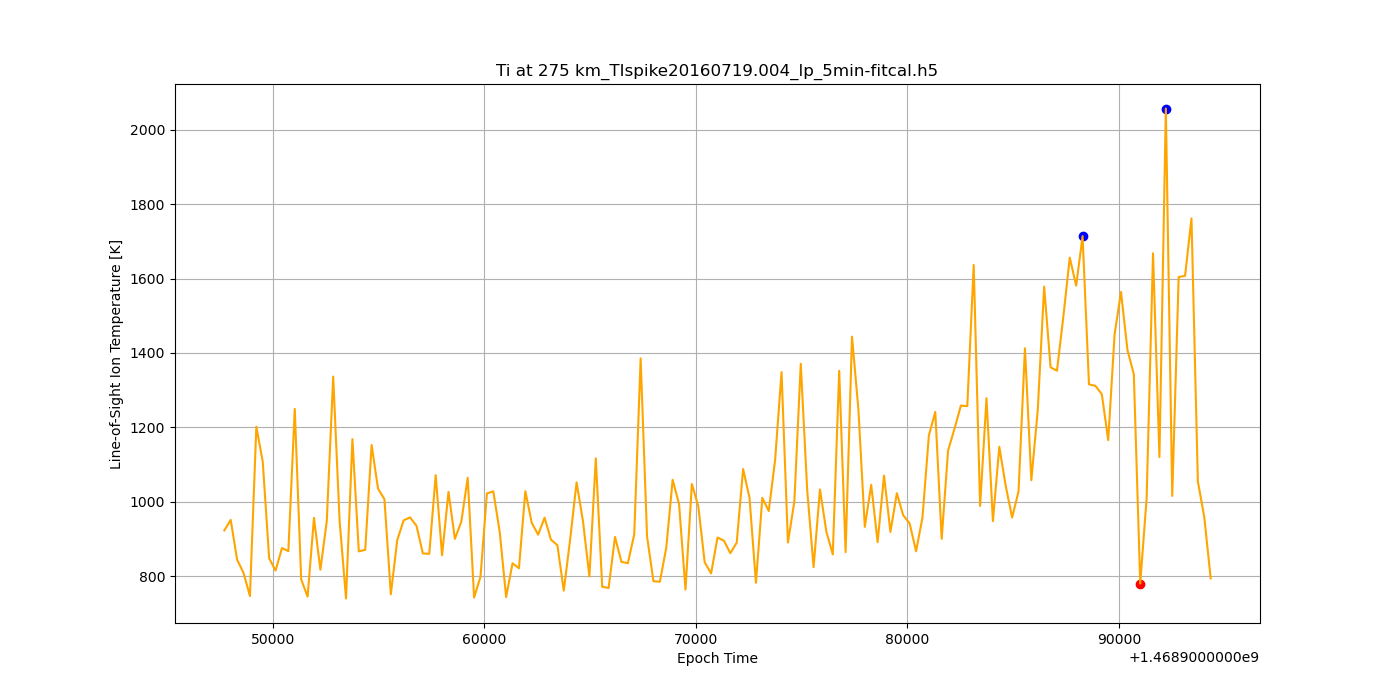 Ti at 275 km_TIspike20160719.004_lp_5min-fitcal.h5
Line-of-Sight Ion Temperature [K]
2000
1800
1600
1400
1200
1000
800
50000 60000 70000 80000 90000
Epoch Time
+1.4689000000e9